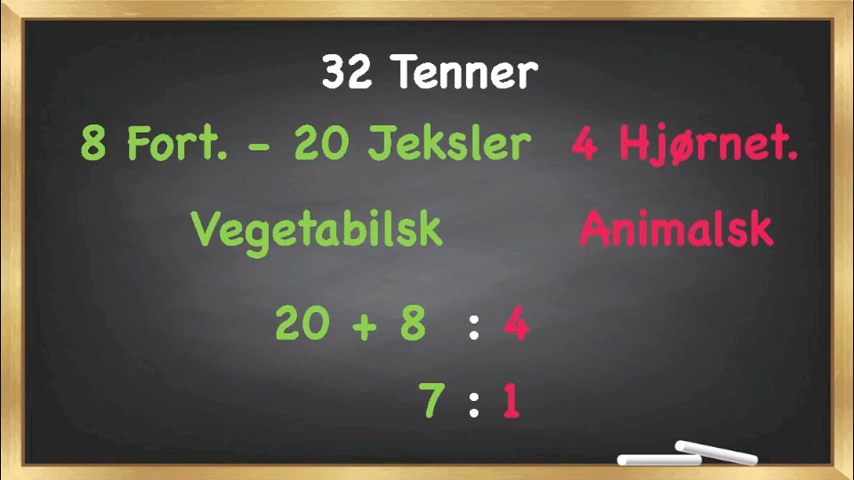 32 Tenner
8 Fort. - 20 Jeksler 4 Hjørnet.
Vegetabilsk Animalsk
20 + 8 : 4
7 : 1